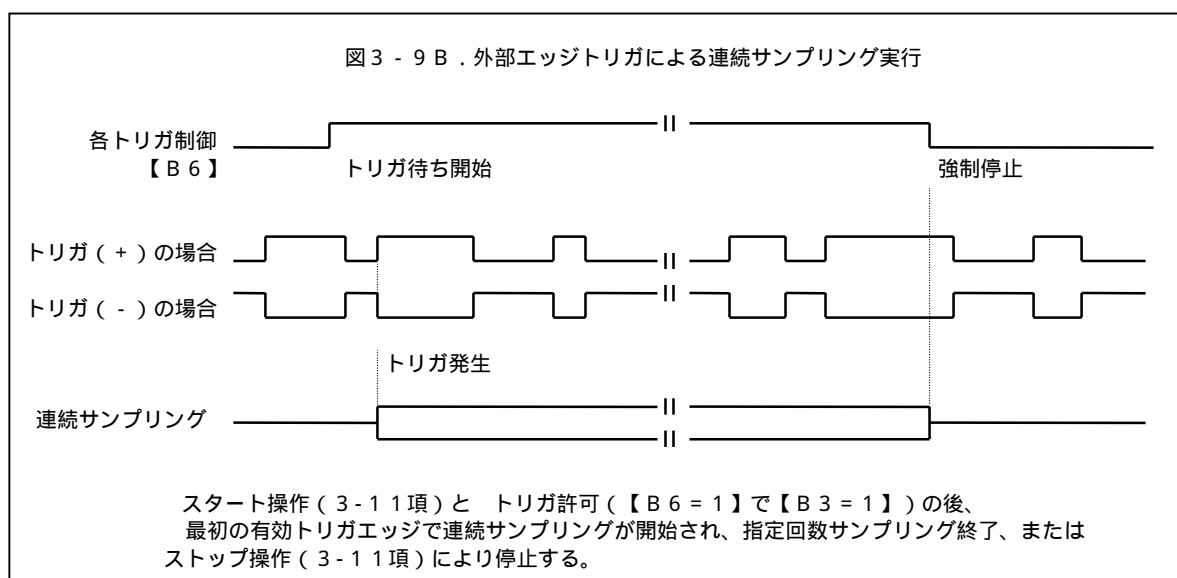 図3-9B.外部エッジトリガによる連続サンプリング実行
各トリガ制御
【B6】
トリガ待ち開始
強制停止
トリガ(+)の場合
トリガ(-)の場合
トリガ発生
連続サンプリング
スタート操作(3-11項)と トリガ許可(【B6=1】で【B3=1】)の後、
最初の有効トリガエッジで連続サンプリングが開始され、指定回数サンプリング終了、または
ストップ操作(3-11項)により停止する。